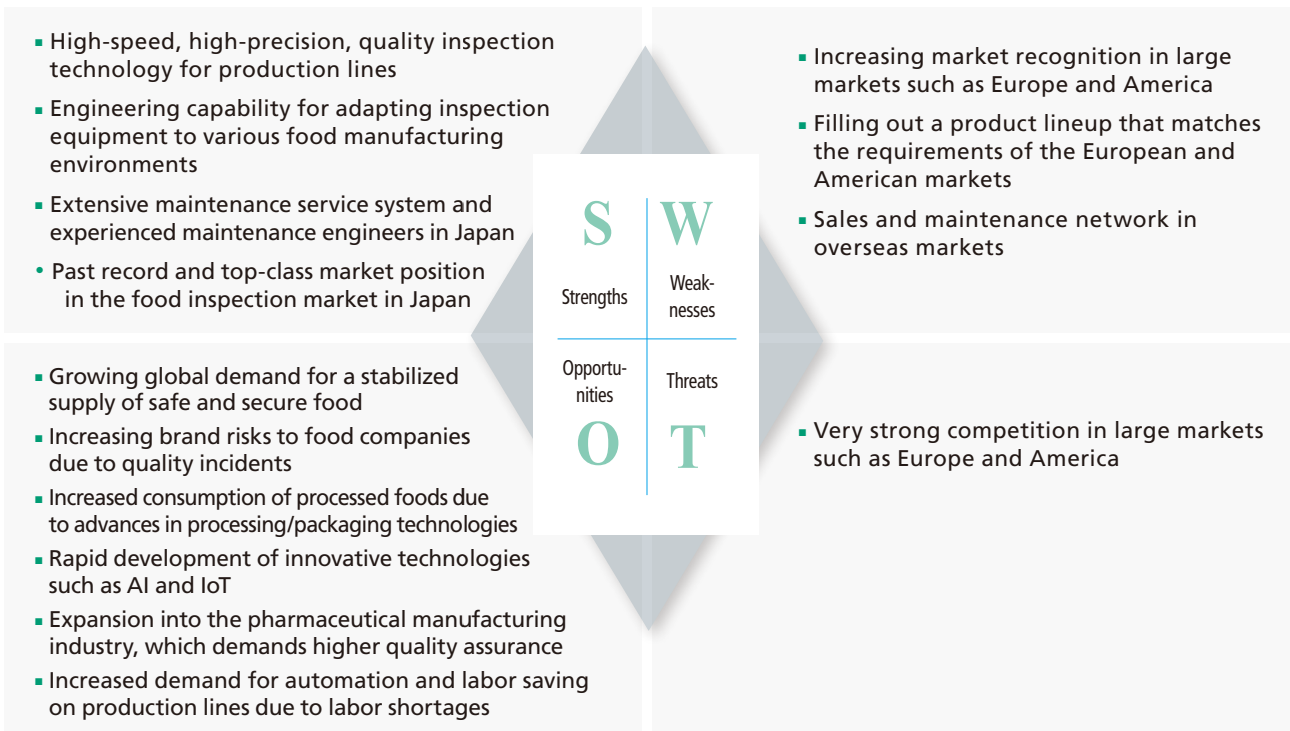 ▪ High-speed, high-precision, quality inspection
technology for production lines
▪ Engineering capability for adapting inspection
equipment to various food manufacturing
environments
▪ Extensive maintenance service system and
experienced maintenance engineers in Japan
• Past record and top-class market position
in the food inspection market in Japan
▪ Increasing market recognition in large
markets such as Europe and America
▪ Filling out a product lineup that matches
the requirements of the European and
American markets
▪ Sales and maintenance network in
overseas markets
S
Strengths
W
Weak-
nesses
Opportu-
nities
O
Threats
T
▪ Growing global demand for a stabilized
supply of safe and secure food
▪ Increasing brand risks to food companies
due to quality incidents
▪ Increased consumption of processed foods due
to advances in processing/packaging technologies
▪ Rapid development of innovative technologies
such as AI and IoT
▪ Expansion into the pharmaceutical manufacturing
industry, which demands higher quality assurance
▪ Increased demand for automation and labor saving
on production lines due to labor shortages
▪ Very strong competition in large markets
such as Europe and America